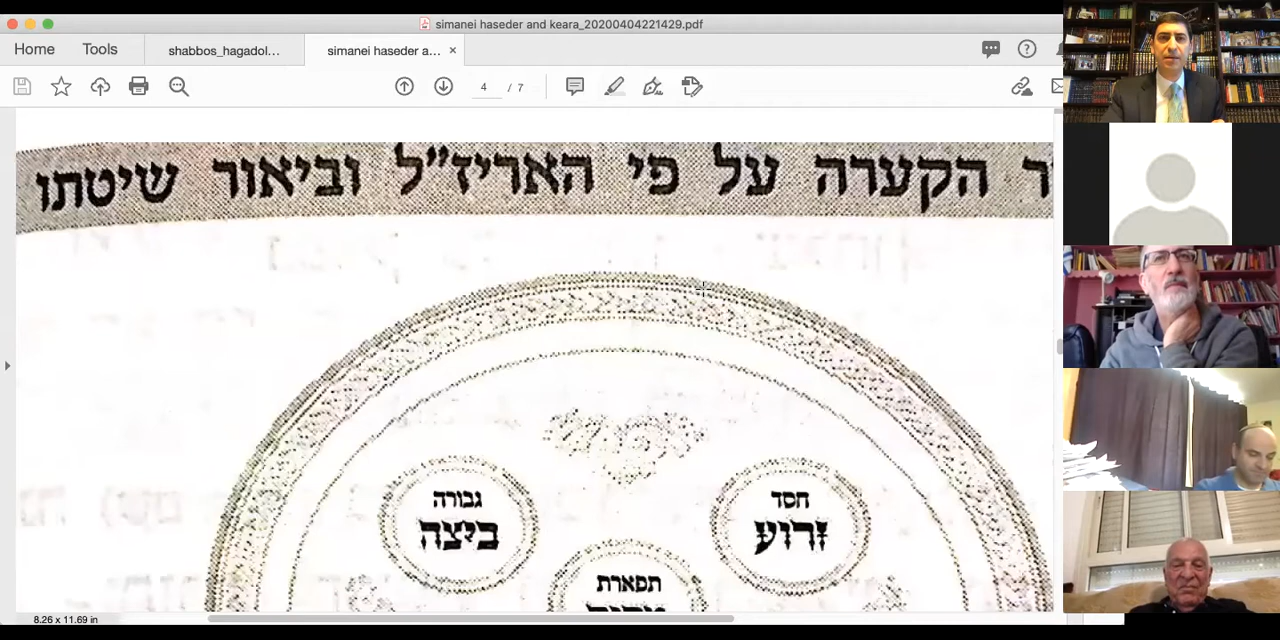 simanei haseder and keara_20200404221429.pdf
Home Tools shabbos_hagadol... simanei haseder a... ×
4 / 7
הקערה על פי האריז"ל וביאור שיטתו
חסד
זרוע
גבורה
ביצה
תפארת
8.26 x 11.69 in